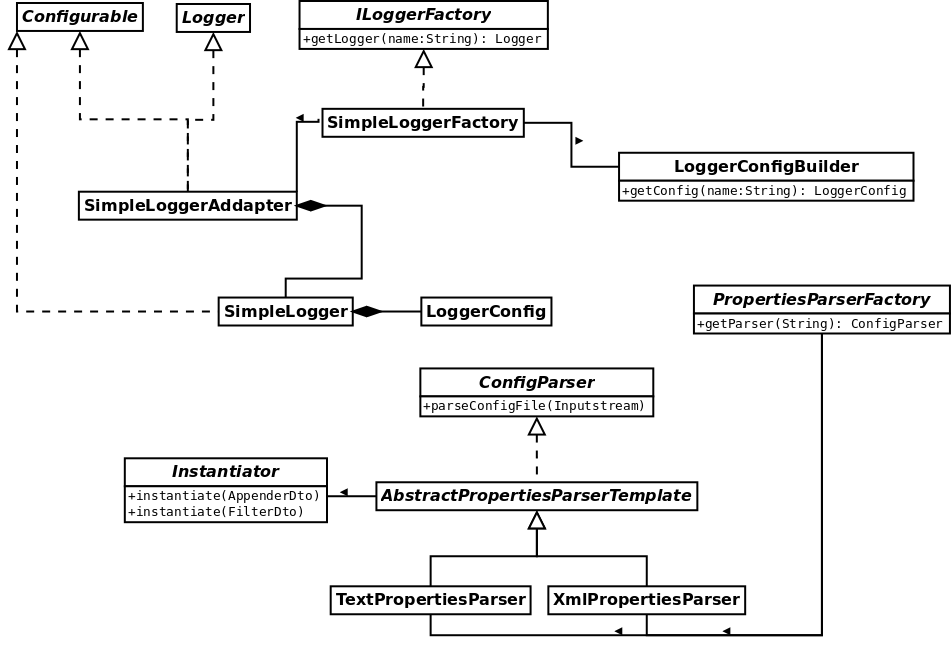 Configurable
Logger
ILoggerFactory
+getLogger(name:String): Logger
SimpleLoggerFactory
LoggerConfigBuilder
+getConfig(name:String): LoggerConfig
SimpleLoggerAddapter
SimpleLogger
LoggerConfig
PropertiesParserFactory
+getParser(String): ConfigParser
ConfigParser
+parseConfigFile(Inputstream)
Instantiator
+instantiate(AppenderDto)
+instantiate(FilterDto)
AbstractPropertiesParserTemplate
TextPropertiesParser
XmlPropertiesParser